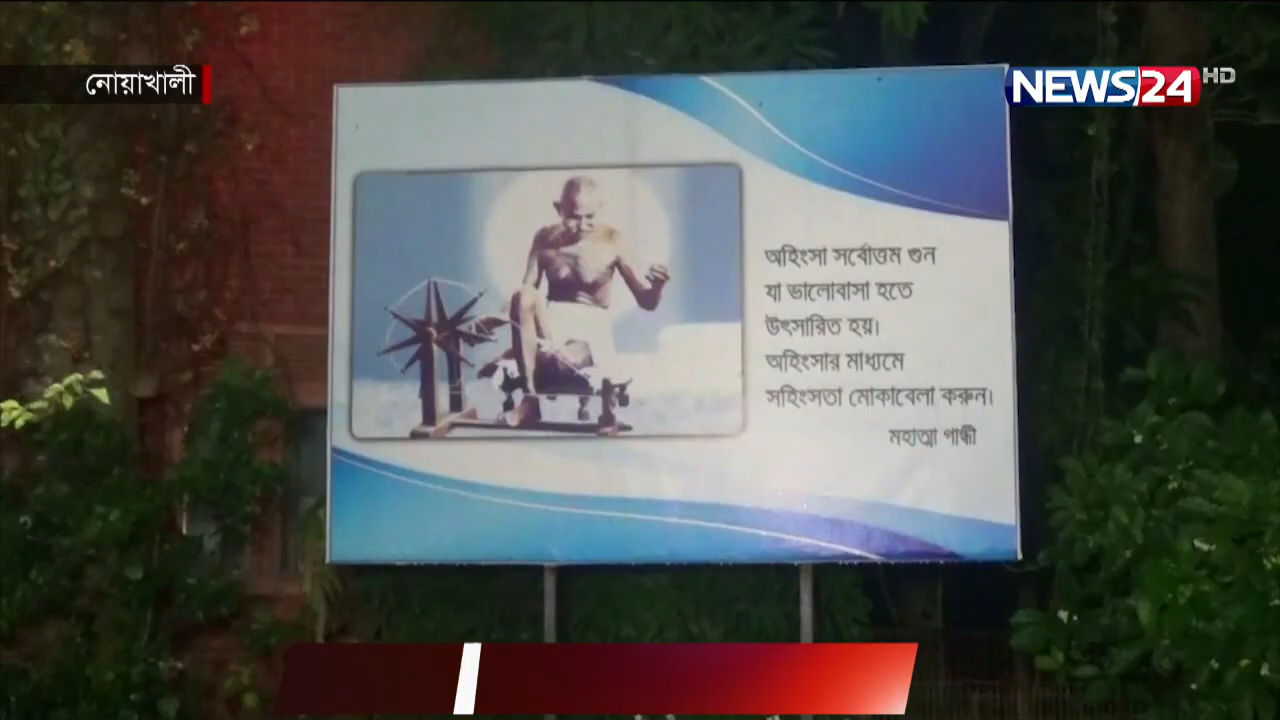 নোয়াখালী
NEWS24 HD
অহিংসা সর্বোত্তম গুন
যা ভালোবাসা হতে
উৎসারিত হয়।
অহিংসার মাধ্যমে
সহিংসতা মোকাবেলা করুন।
মহাত্মা গান্ধী